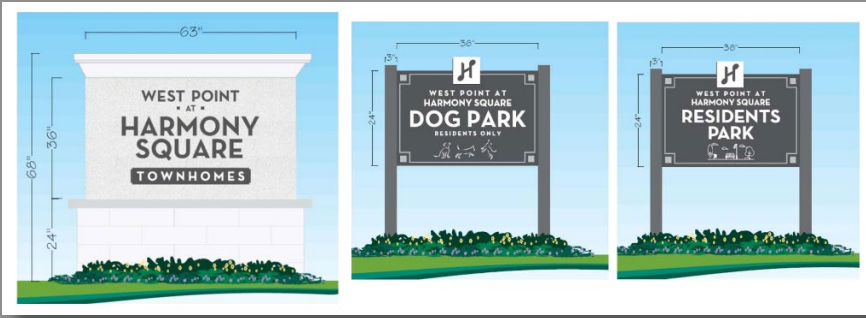 63"
68"
36"
24"
WEST POINT
• AT •
HARMONY
SQUARE
TOWNHOMES
36"
3"
24"
H
WEST POINT AT
HARMONY SQUARE
DOG PARK
RESIDENTS ONLY
36"
3"
24"
H
WEST POINT AT
HARMONY SQUARE
RESIDENTS
PARK